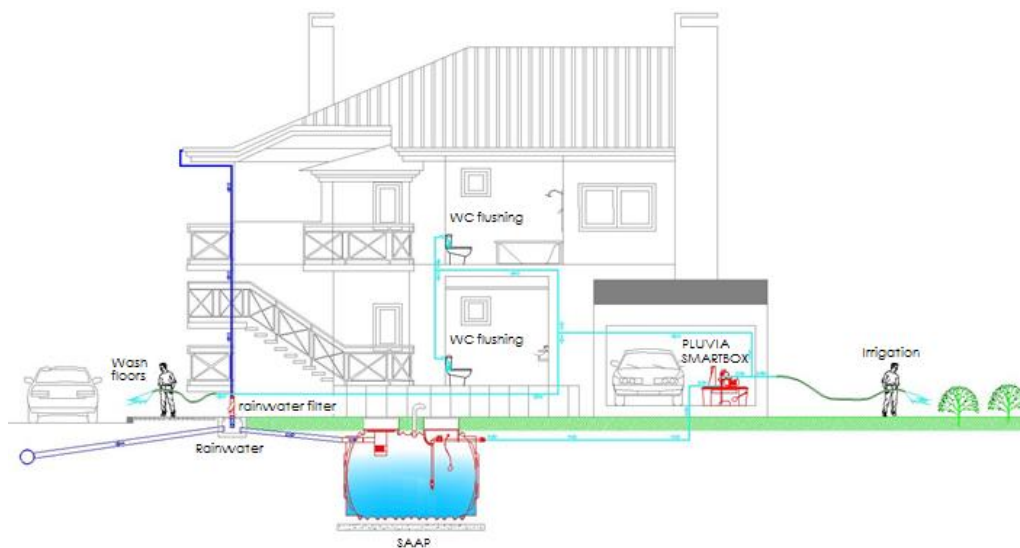 WC flushing
WC flushing
PLUVIA
SMARTBOX
Irrigation
Wash
floors
rainwater filter
Rainwater
SAAP